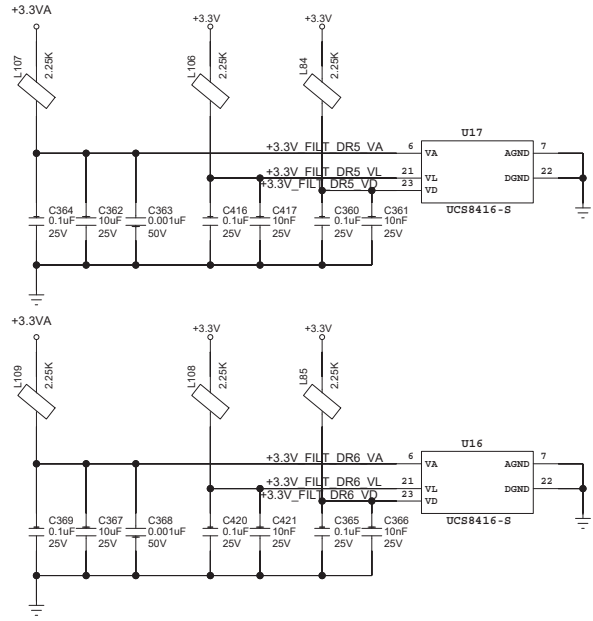 +3.3VA
+3.3V
+3.3V
L107
2.25K
L106
2.25K
L84
2.25K
U17
+3.3V_FILT_DR5_VA
6
VA
AGND
7
+3.3V_FILT_DR5_VL
21
VL
DGND
22
+3.3V_FILT_DR5_VD
23
VD
UCS8416-S
C364
0.1uF
25V
C362
10uF
25V
C363
0.001uF
50V
C416
0.1uF
25V
C417
10nF
25V
C360
0.1uF
25V
C361
10nF
25V
+3.3VA
+3.3V
+3.3V
L109
2.25K
L108
2.25K
L85
2.25K
U16
+3.3V_FILT_DR6_VA
6
VA
AGND
7
+3.3V_FILT_DR6_VL
21
VL
DGND
22
+3.3V_FILT_DR6_VD
23
VD
UCS8416-S
C369
0.1uF
25V
C367
10uF
25V
C368
0.001uF
50V
C420
0.1uF
25V
C421
10nF
25V
C365
0.1uF
25V
C366
10nF
25V